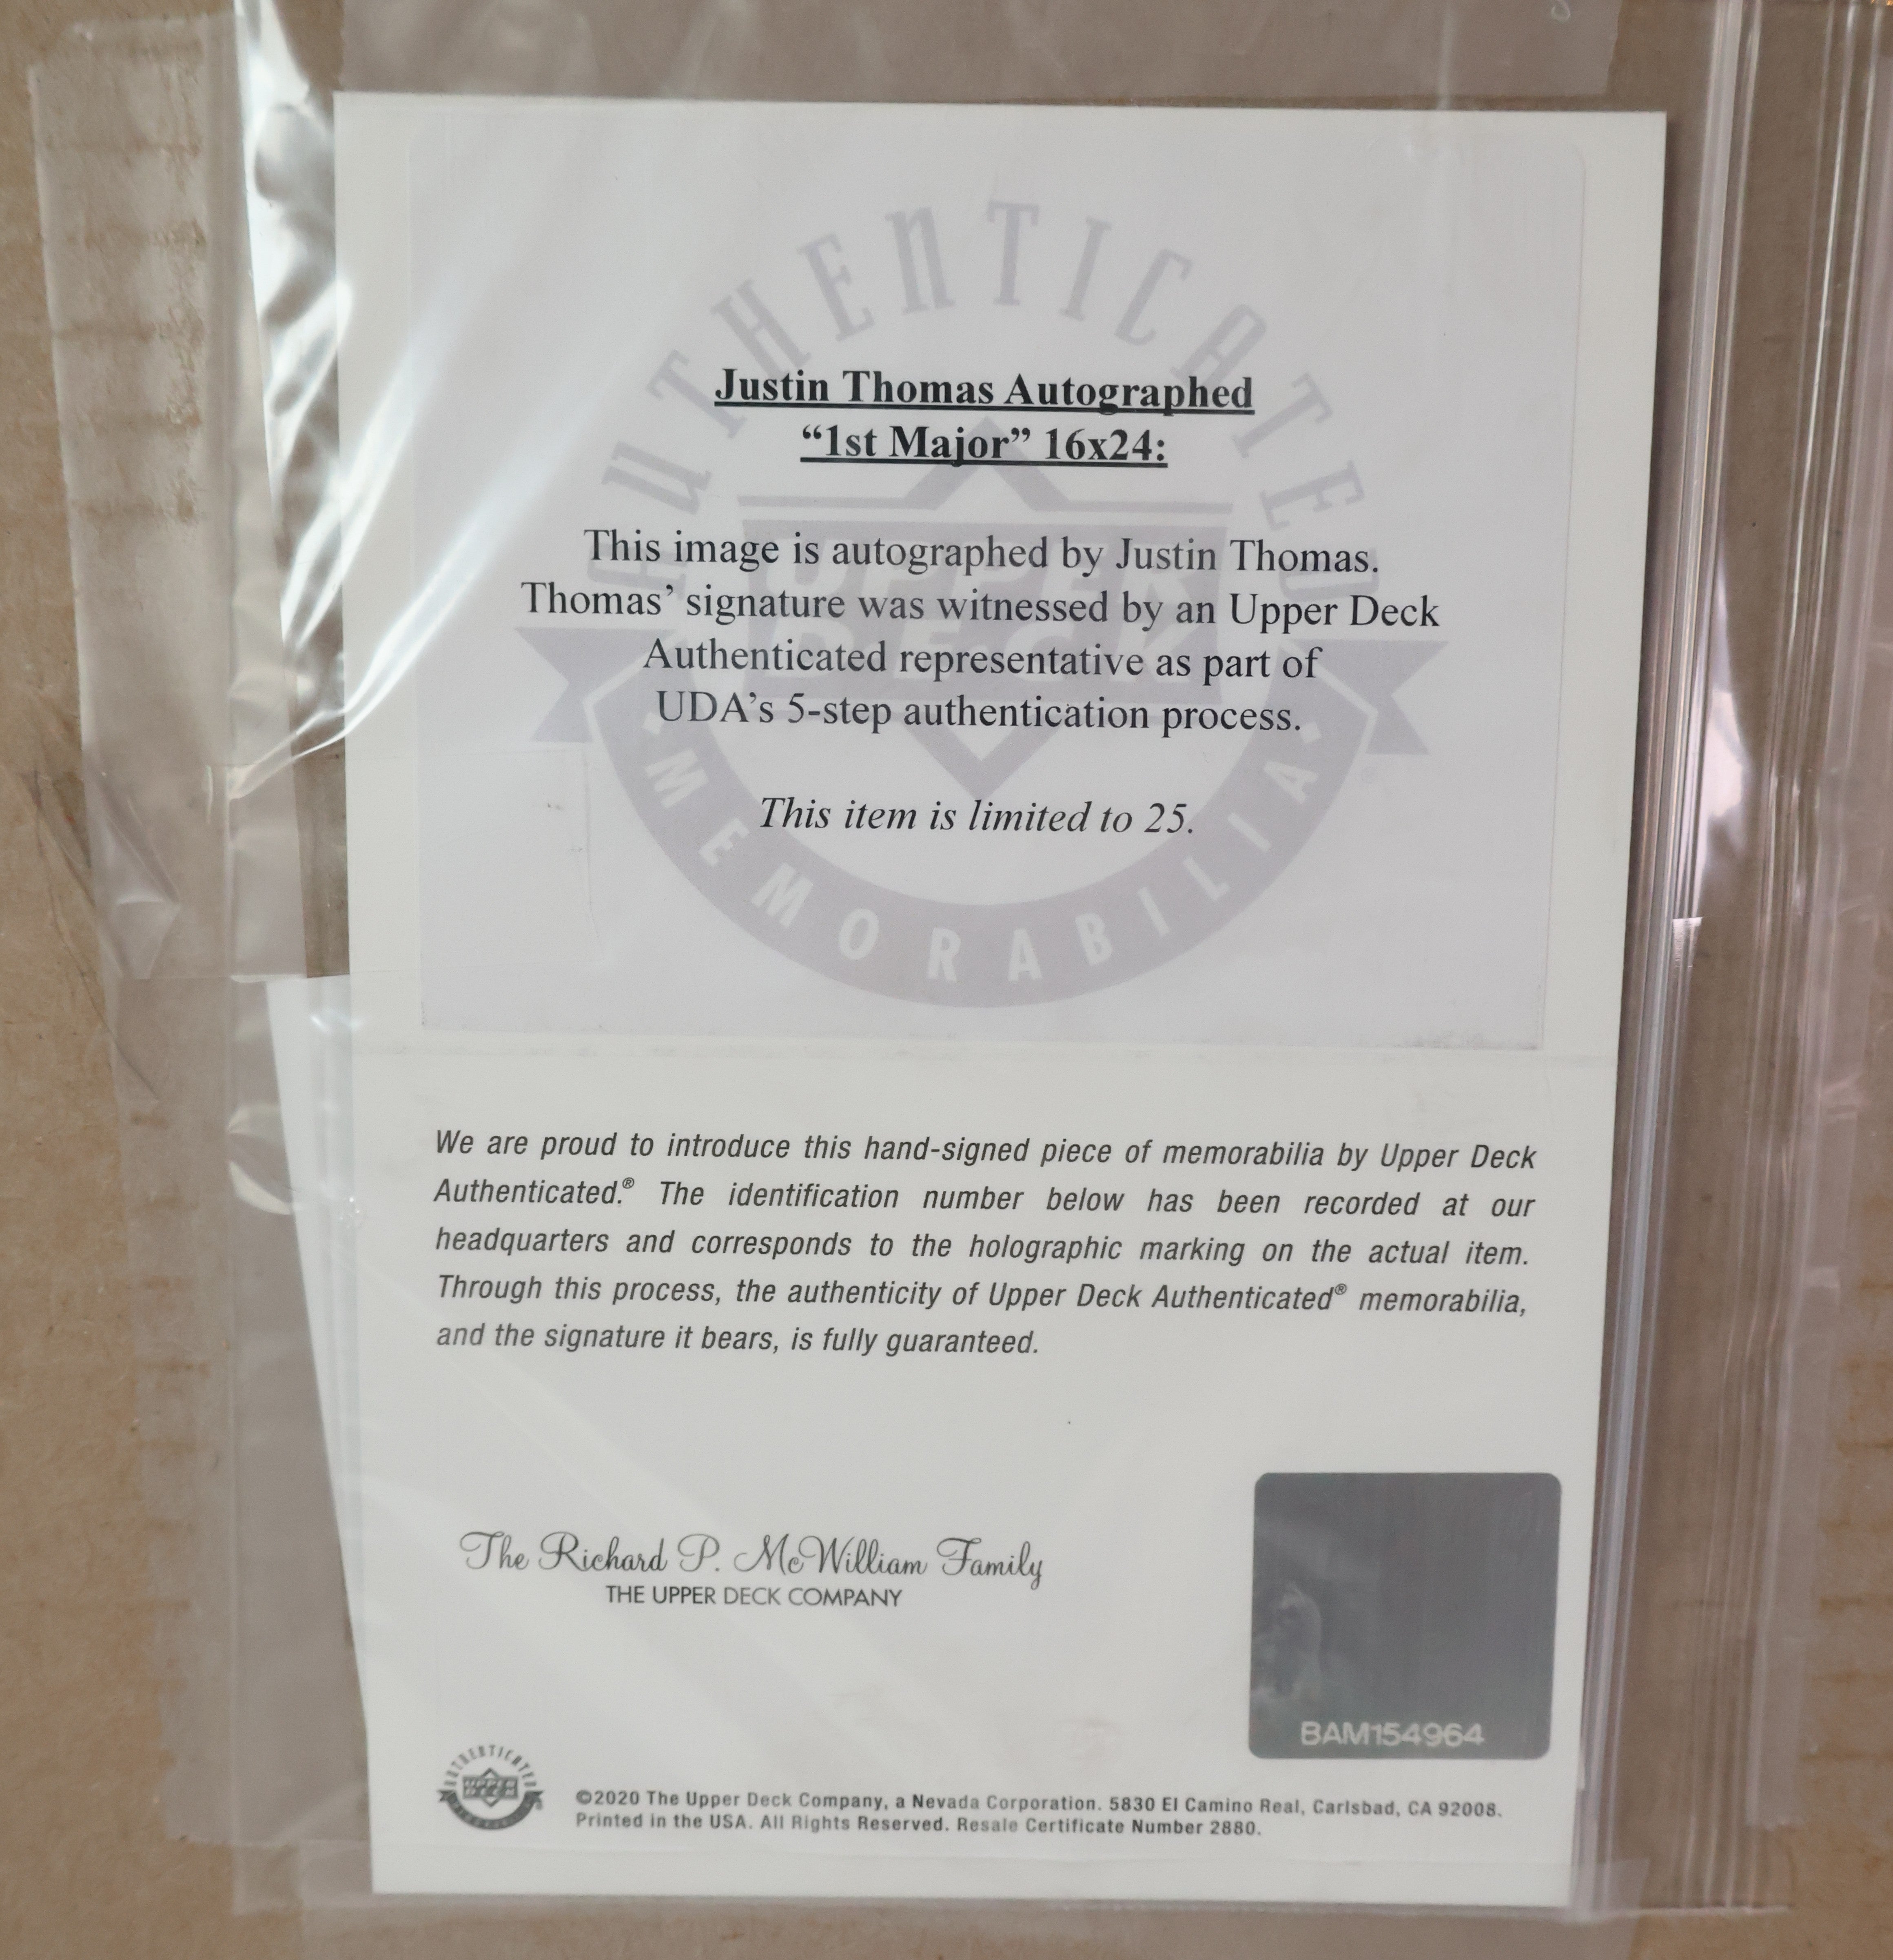 AUTHENTICATED
UPPER
DECK
MEMORABILIA
Justin Thomas Autographed
“1st Major” 16x24:
This image is autographed by Justin Thomas.
Thomas’ signature was witnessed by an Upper Deck
Authenticated representative as part of
UDA’s 5-step authentication process.
This item is limited to 25.
We are proud to introduce this hand-signed piece of memorabilia by Upper Deck
Authenticated.® The identification number below has been recorded at our
headquarters and corresponds to the holographic marking on the actual item.
Through this process, the authenticity of Upper Deck Authenticated® memorabilia,
and the signature it bears, is fully guaranteed.
The Richard P. McWilliam Family
THE UPPER DECK COMPANY
BAM154964
AUTHENTICATED
UPPER
DECK
©2020 The Upper Deck Company, a Nevada Corporation. 5830 El Camino Real, Carlsbad, CA 92008.
Printed in the USA. All Rights Reserved. Resale Certificate Number 2880.